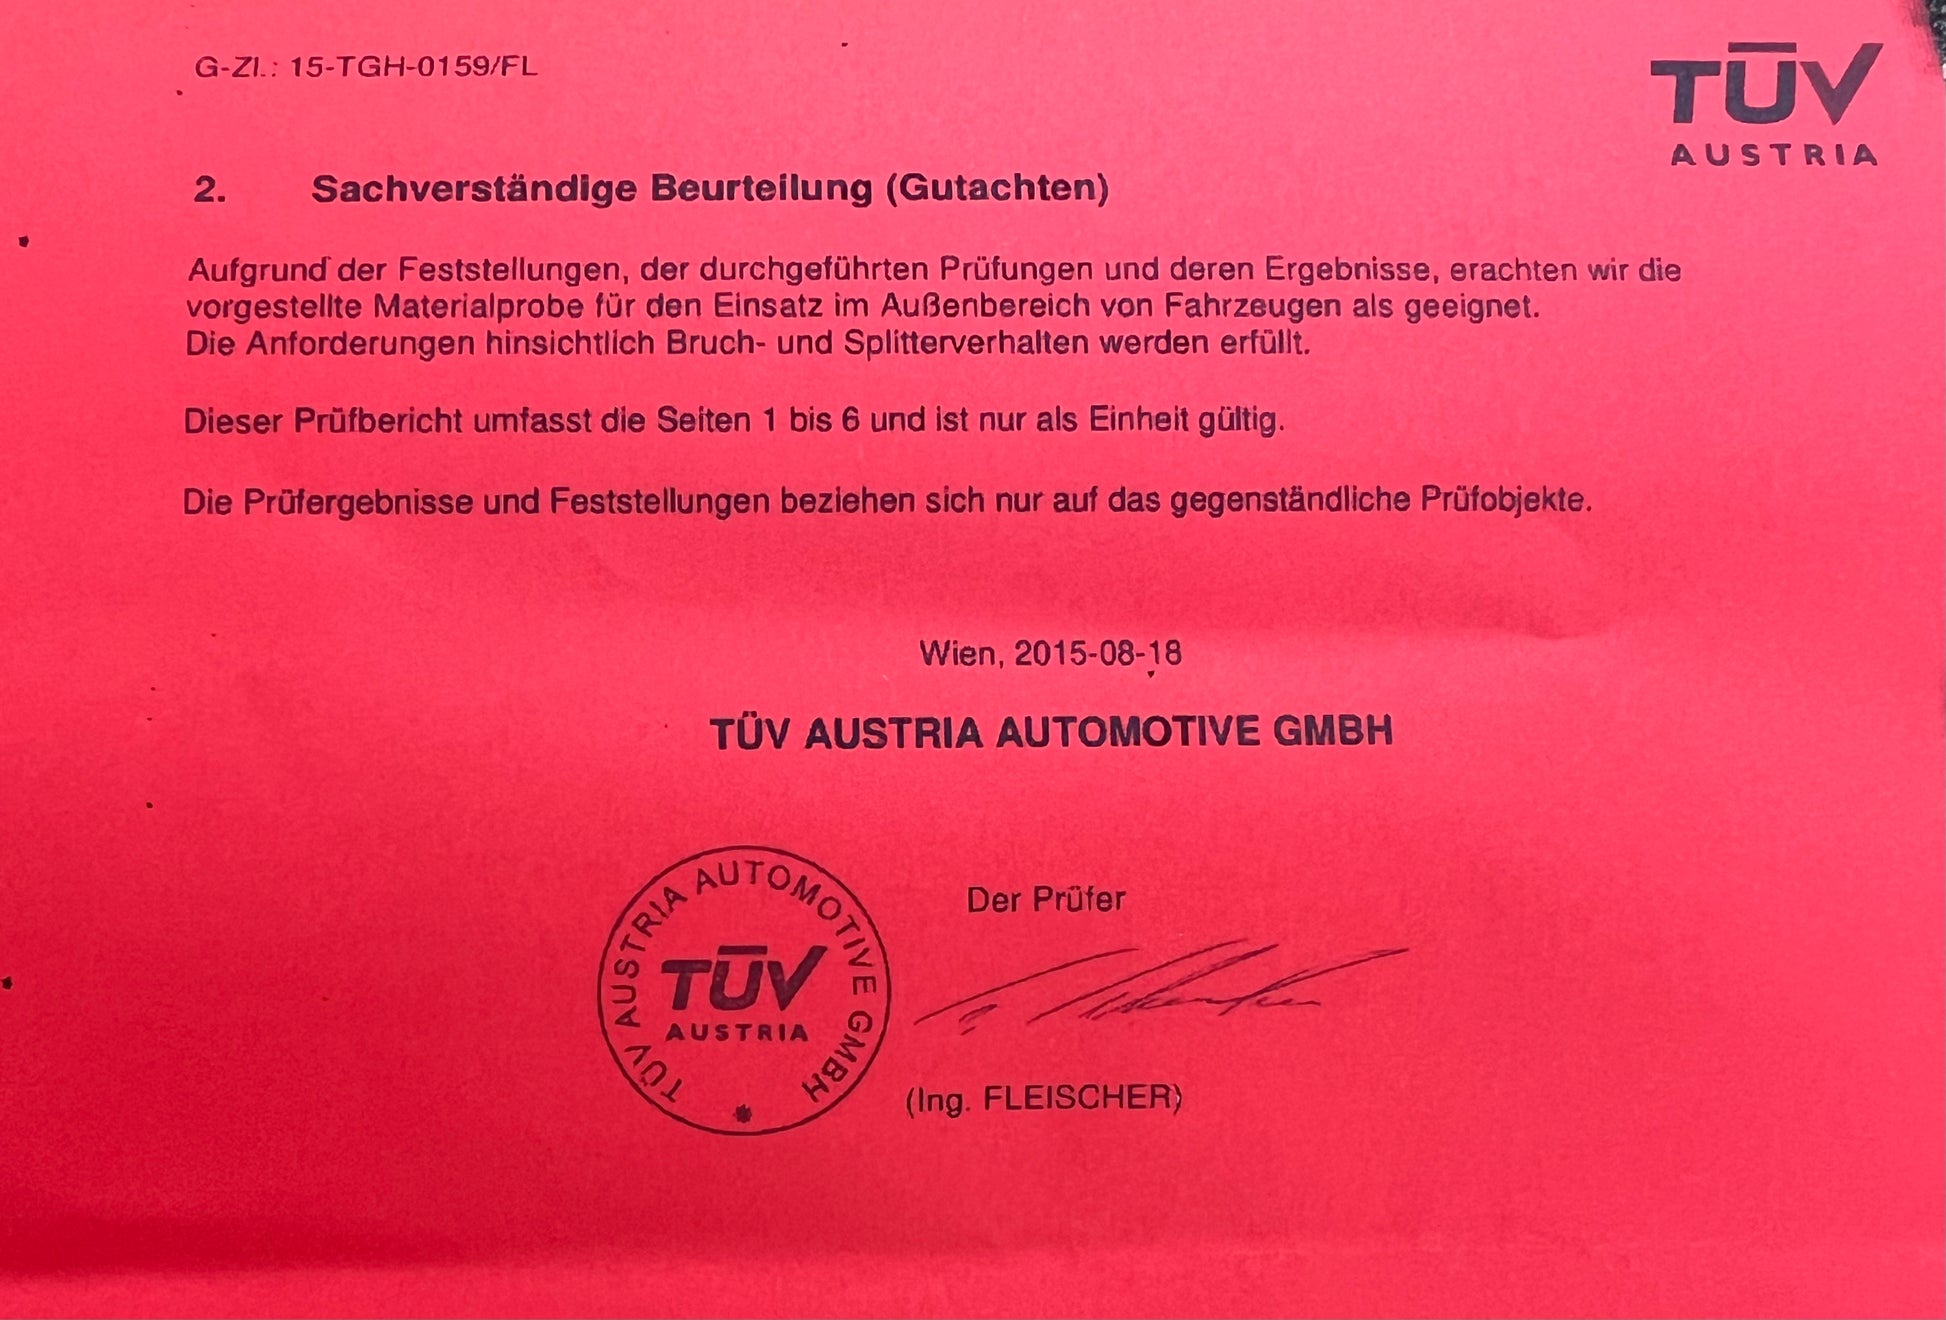 G-Zl.: 15-TGH-0159/FL
TÜV
AUSTRIA
2. Sachverständige Beurteilung (Gutachten)
Aufgrund der Feststellungen, der durchgeführten Prüfungen und deren Ergebnisse, erachten wir die
vorgestellte Materialprobe für den Einsatz im Außenbereich von Fahrzeugen als geeignet.
Die Anforderungen hinsichtlich Bruch- und Splitterverhalten werden erfüllt.
Dieser Prüfbericht umfasst die Seiten 1 bis 6 und ist nur als Einheit gültig.
Die Prüfergebnisse und Feststellungen beziehen sich nur auf das gegenständliche Prüfobjekte.
Wien, 2015-08-18
TÜV AUSTRIA AUTOMOTIVE GMBH
TÜV AUSTRIA AUTOMOTIVE GMBH
TÜV
AUSTRIA
Der Prüfer
(Ing. FLEISCHER)